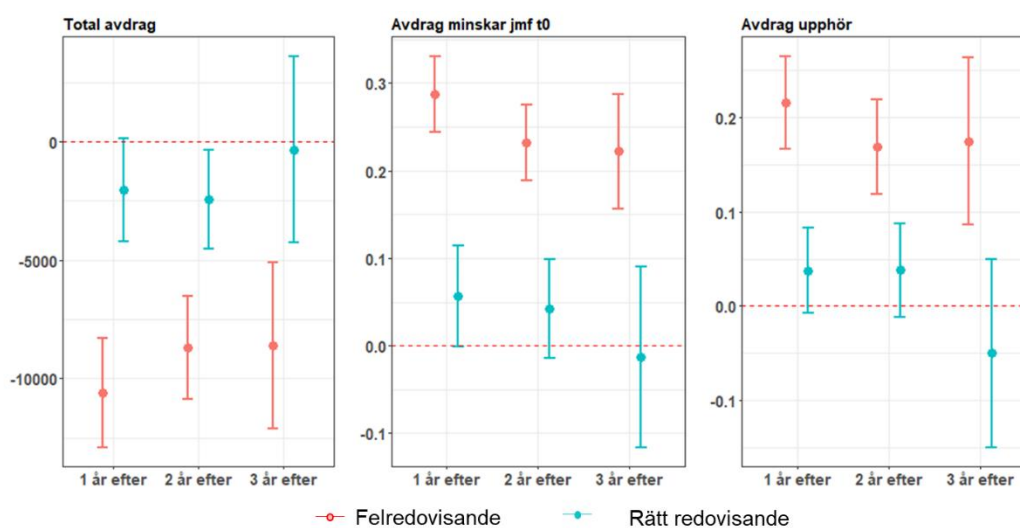 Total avdrag
Avdrag minskar jmf t0
Avdrag upphör
0
-5000
-10000
0.3
0.2
0.1
0.0
-0.1
0.2
0.1
0.0
-0.1
1 år efter 2 år efter 3 år efter
1 år efter 2 år efter 3 år efter
1 år efter 2 år efter 3 år efter
Felredovisande
Rätt redovisande